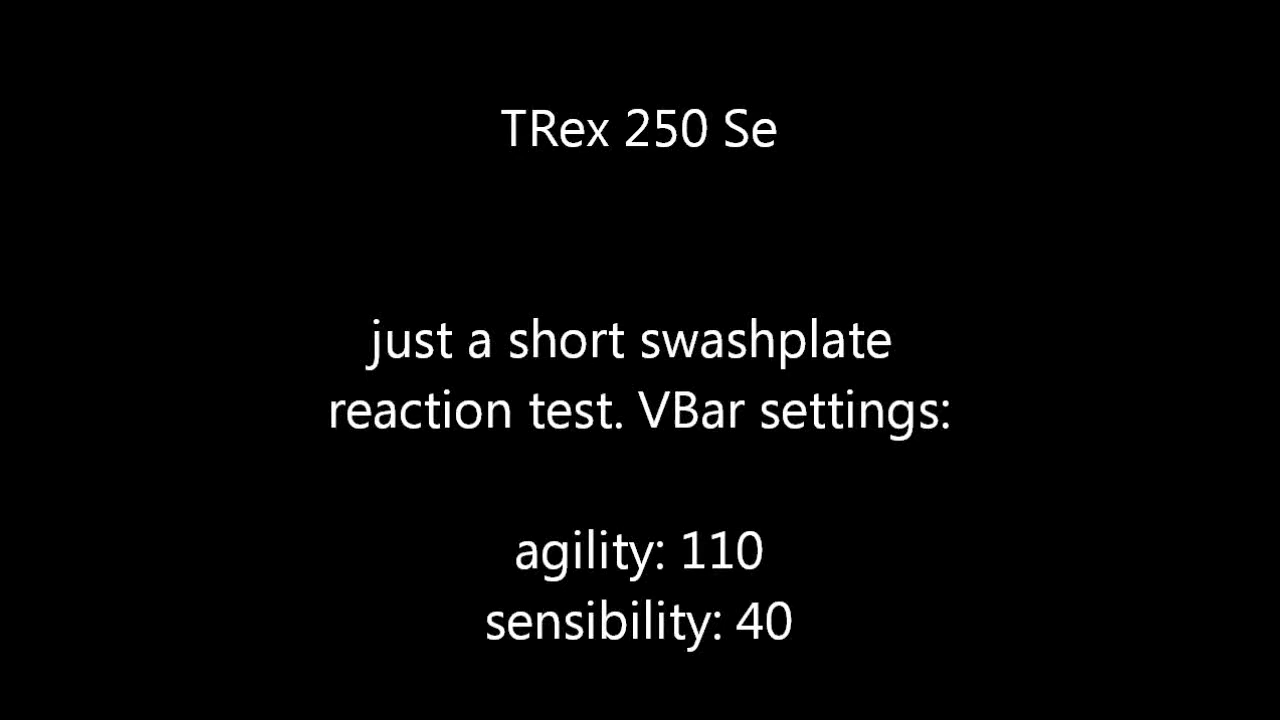 TRex 250 Se
just a short swashplate
reaction test. VBar settings:
agility: 110
sensibility: 40